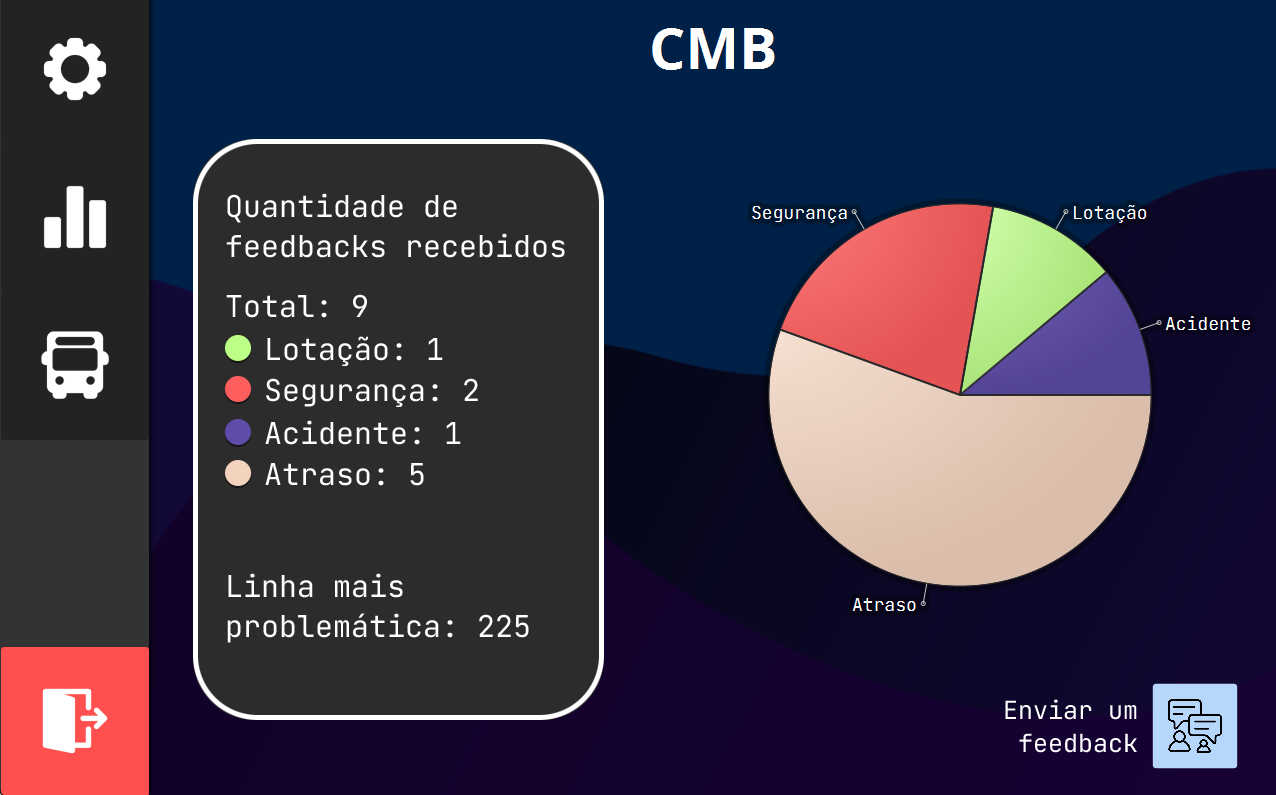 CMB
Quantidade de
feedbacks recebidos
Total: 9
Lotação: 1
Segurança: 2
Acidente: 1
Atraso: 5
Linha mais
problemática: 225
Segurança
Lotação
Acidente
Atraso
Enviar um
feedback